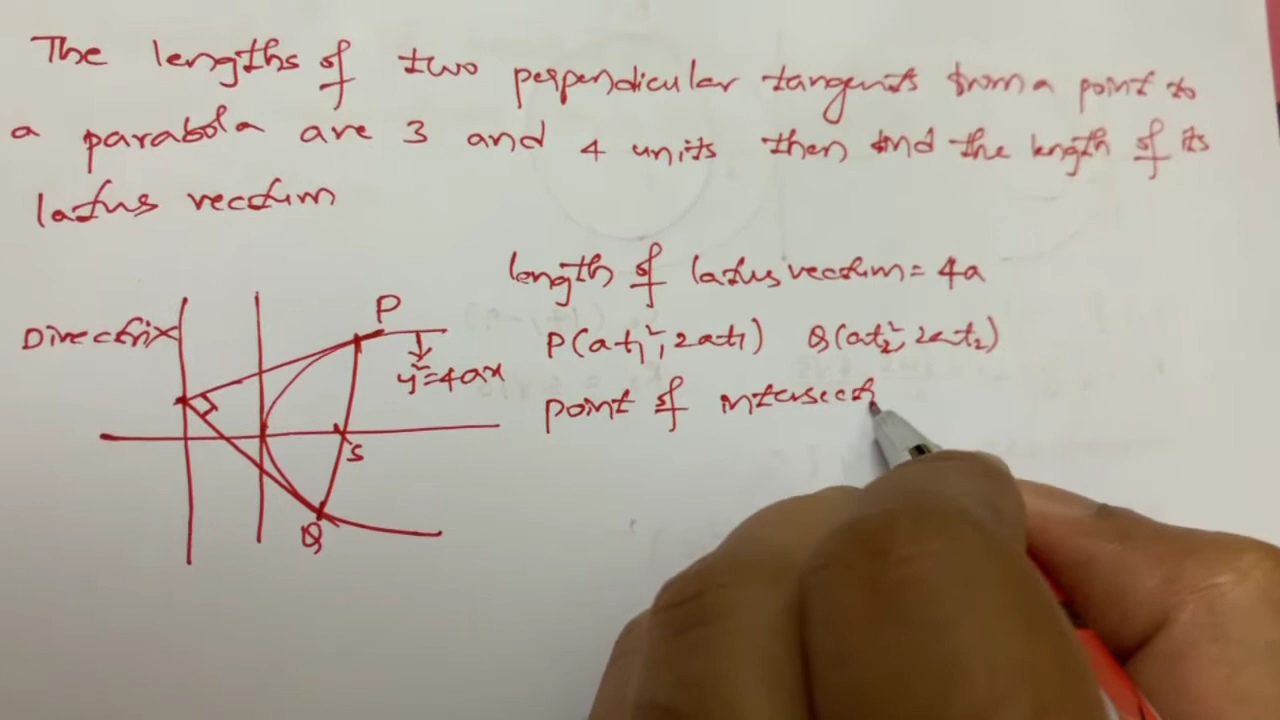 The lengths of two perpendicular tangents from a point to
a parabola are 3 and 4 units then find the length of its
latus rectum
length of latus rectum = 4a
P
Directrix
P(at₁², 2at₁) Q(at₂², 2at₂)
y²=4ax
point of intersect
S
Q